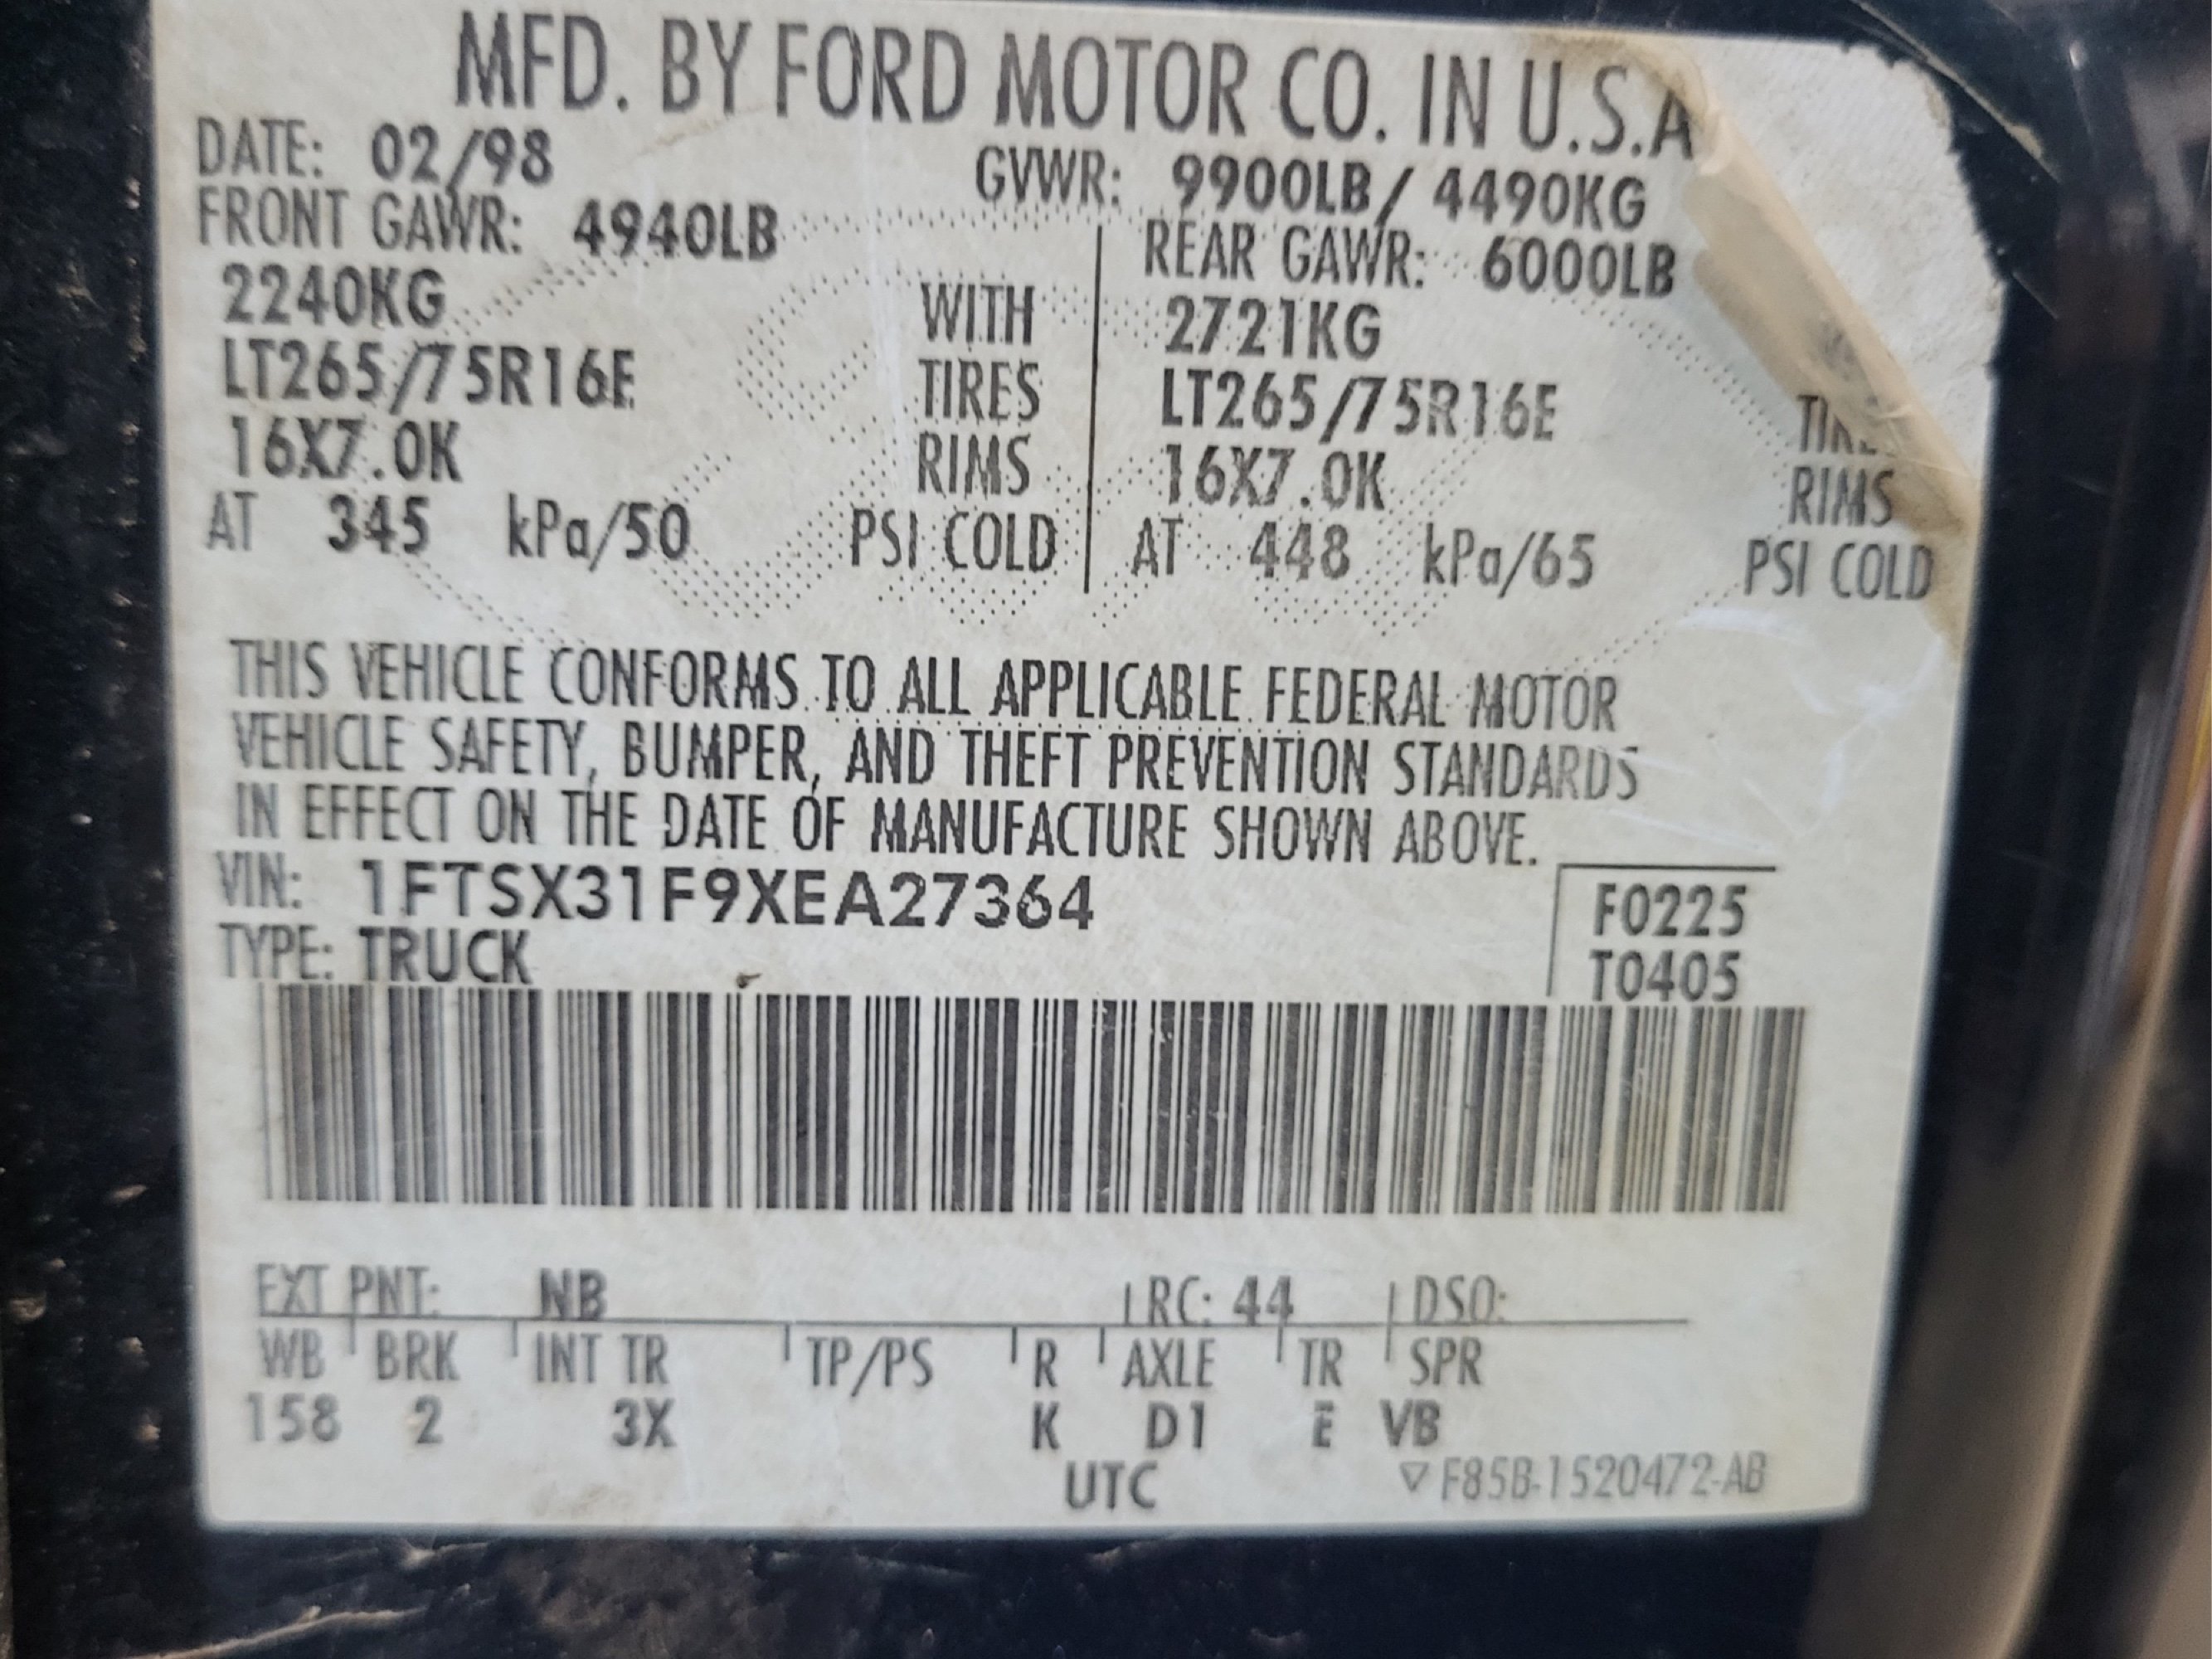 MFD. BY FORD MOTOR CO. IN U.S.A
DATE: 02/98 GVWR: 9900LB/ 4490KG
FRONT GAWR: 4940LB REAR GAWR: 6000LB
2240KG WITH 2721KG
LT265/75R16E TIRES LT265/75R16E
16X7.0K RIMS 16X7.0K RIMS
AT 345 kPa/50 PSI COLD AT 448 kPa/65 PSI COLD
THIS VEHICLE CONFORMS TO ALL APPLICABLE FEDERAL MOTOR
VEHICLE SAFETY, BUMPER, AND THEFT PREVENTION STANDARDS
IN EFFECT ON THE DATE OF MANUFACTURE SHOWN ABOVE.
VIN: 1FTSX31F9XEA27364 F0225
TYPE: TRUCK T0405
EXT PNT: NB RC: 44 DSO:
WB BRK INT TR TP/PS R AXLE TR SPR
158 2 3X K D1 E VB
UTC ▽ F85B-1520472-AB